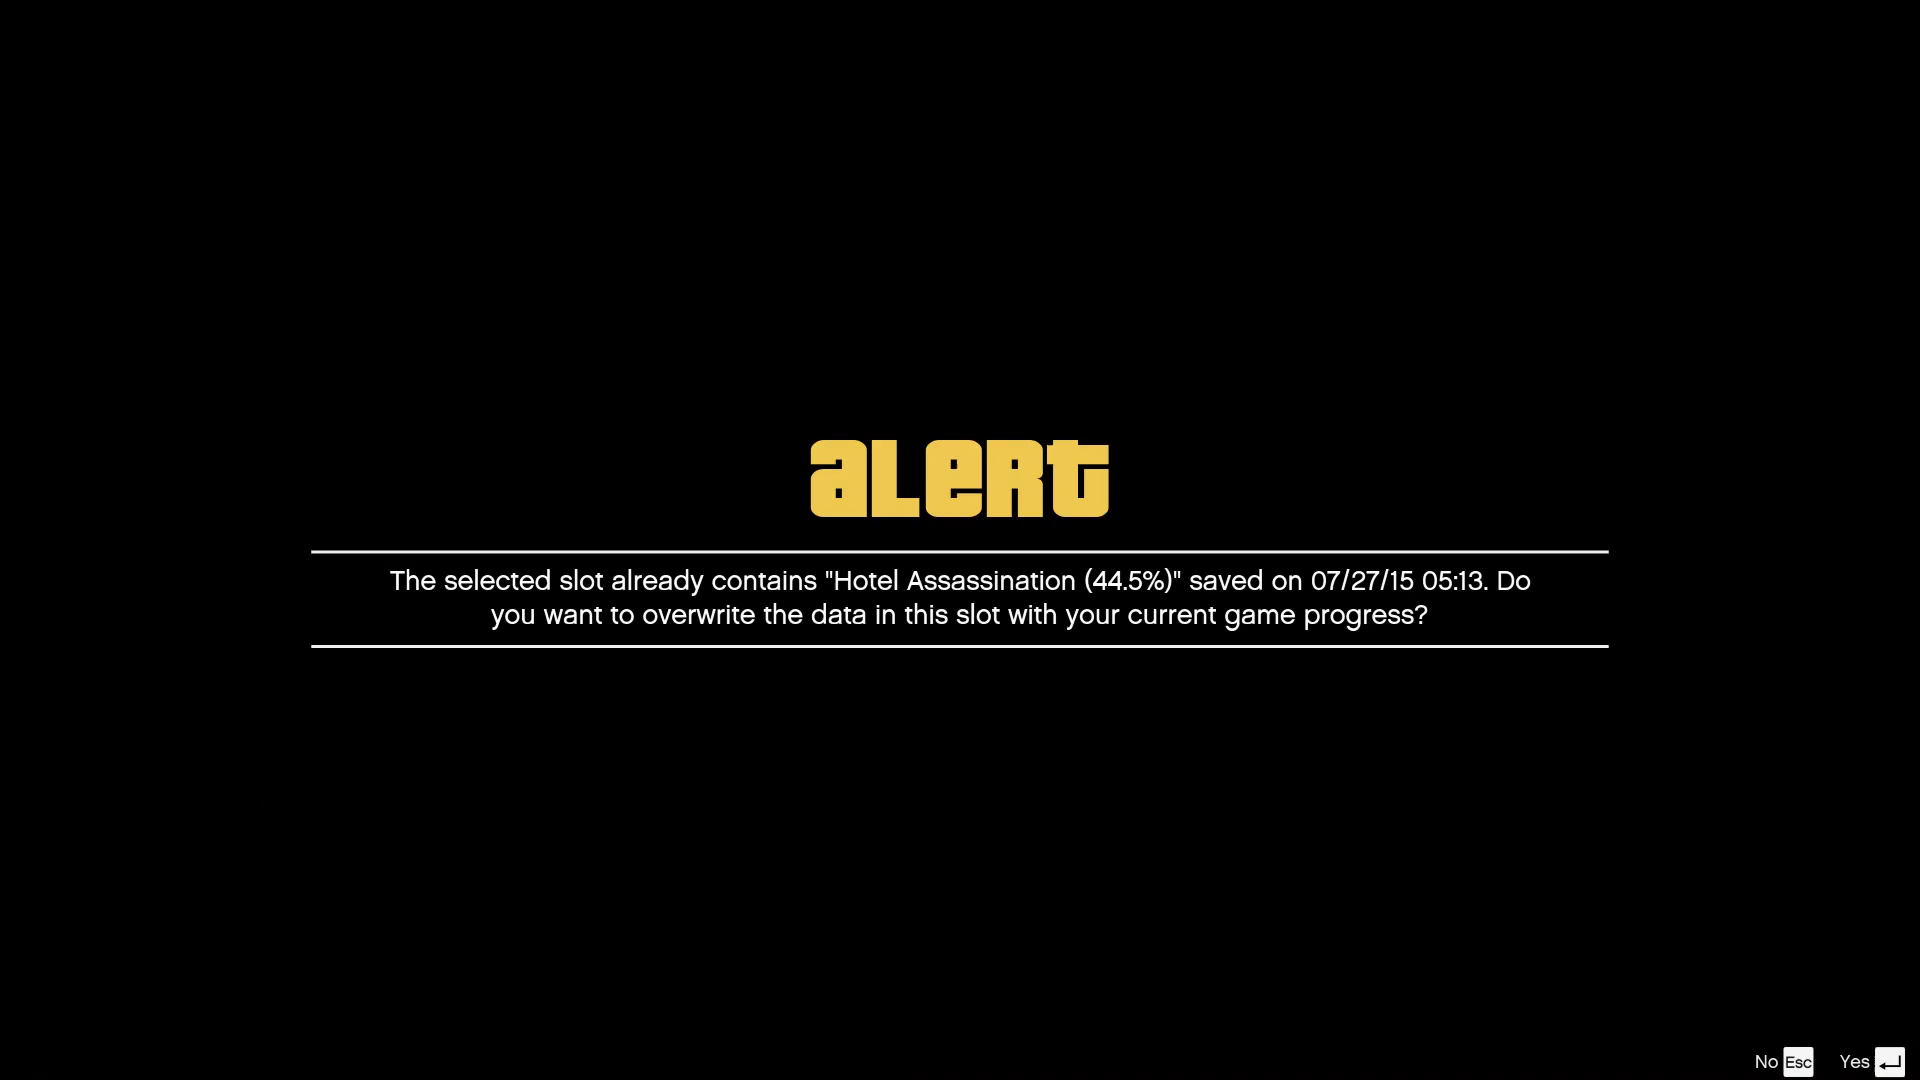 aLeRt
The selected slot already contains "Hotel Assassination (44.5%)" saved on 07/27/15 05:13. Do
you want to overwrite the data in this slot with your current game progress?
No Esc Yes